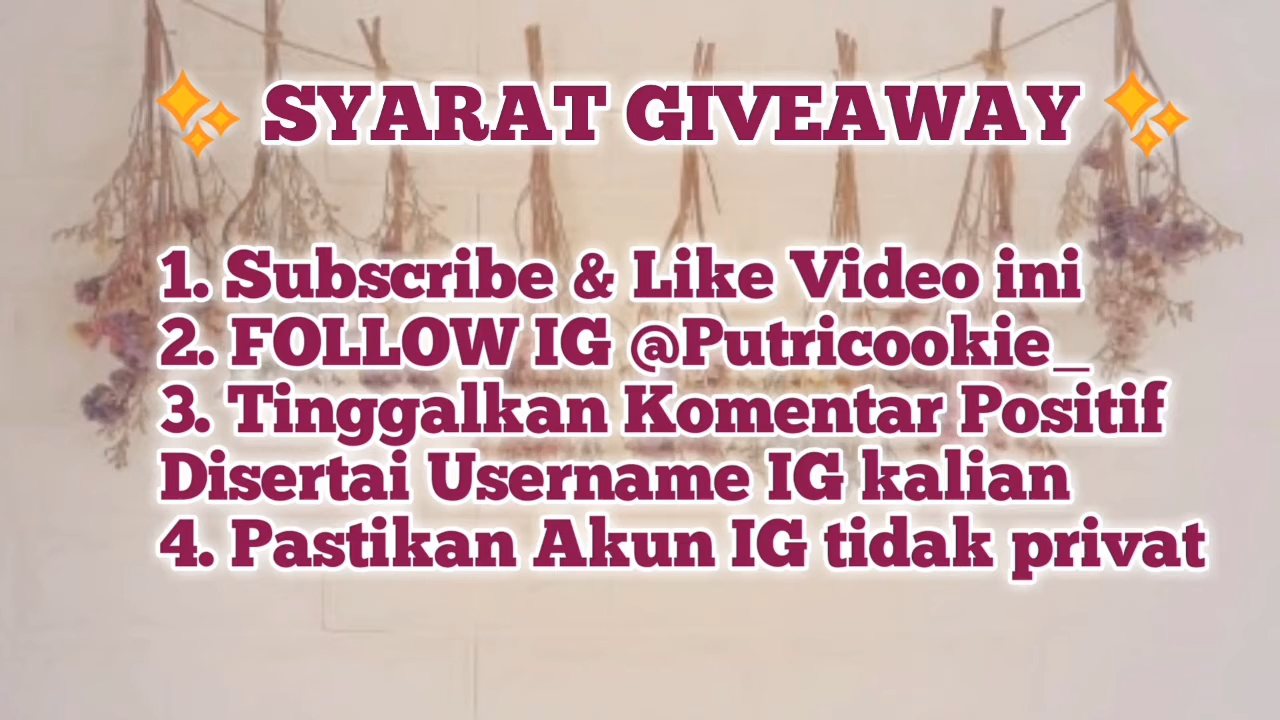 ✨ SYARAT GIVEAWAY ✨
1. Subscribe & Like Video ini
2. FOLLOW IG @Putricookie_
3. Tinggalkan Komentar Positif
Disertai Username IG kalian
4. Pastikan Akun IG tidak privat